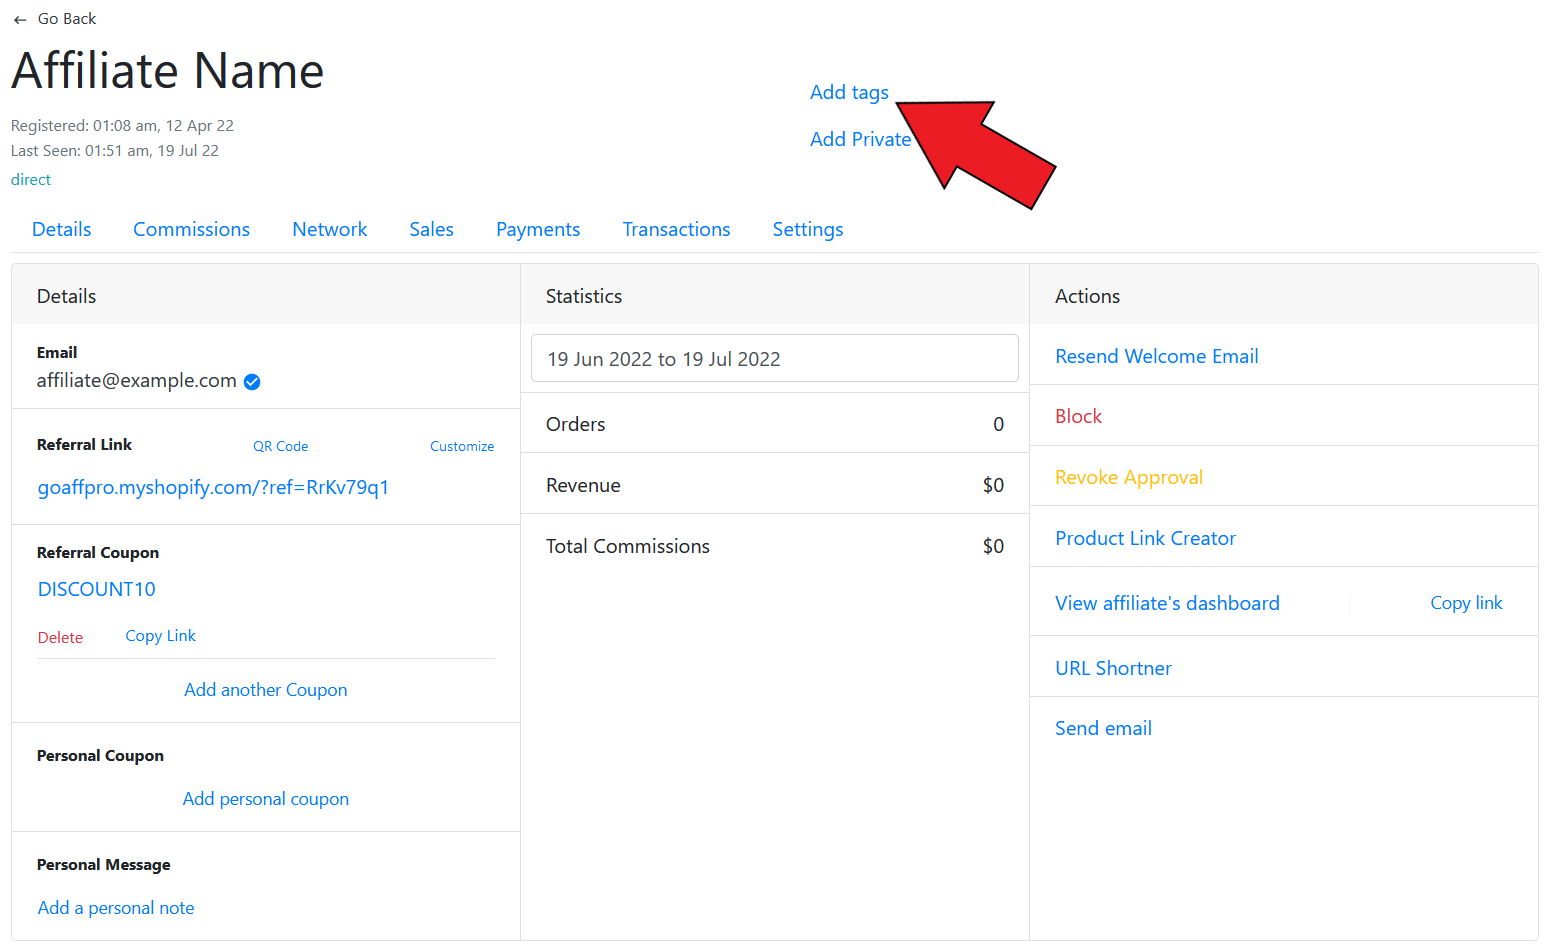 Go Back
Affiliate Name
Add tags
Registered: 01:08 am, 12 Apr 22
Add Private
Last Seen: 01:51 am, 19 Jul 22
direct
Details Commissions Network Sales Payments Transactions Settings
Details
Email
affiliate@example.com
Referral Link QR Code Customize
goaffpro.myshopify.com/?ref=RrKv79q1
Referral Coupon
DISCOUNT10
Delete Copy Link
Add another Coupon
Personal Coupon
Add personal coupon
Personal Message
Add a personal note
Statistics
19 Jun 2022 to 19 Jul 2022
Orders 0
Revenue $0
Total Commissions $0
Actions
Resend Welcome Email
Block
Revoke Approval
Product Link Creator
View affiliate's dashboard Copy link
URL Shortner
Send email